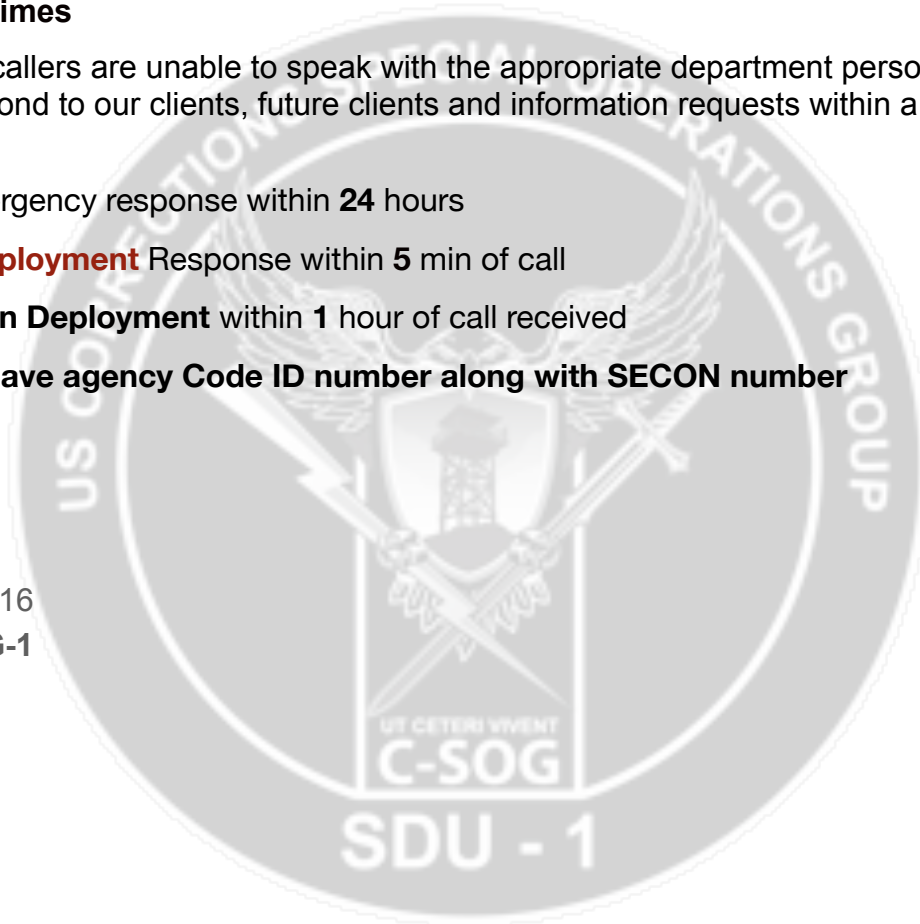 imes
callers are unable to speak with the appropriate department perso
ond to our clients, future clients and information requests within a
rgency response within 24 hours
ployment Response within 5 min of call
n Deployment within 1 hour of call received
ave agency Code ID number along with SECON number
16
G-1
US CORRECTIONS SPECIAL OPERATIONS GROUP
UT CETERI VIVENT
C-SOG
SDU - 1